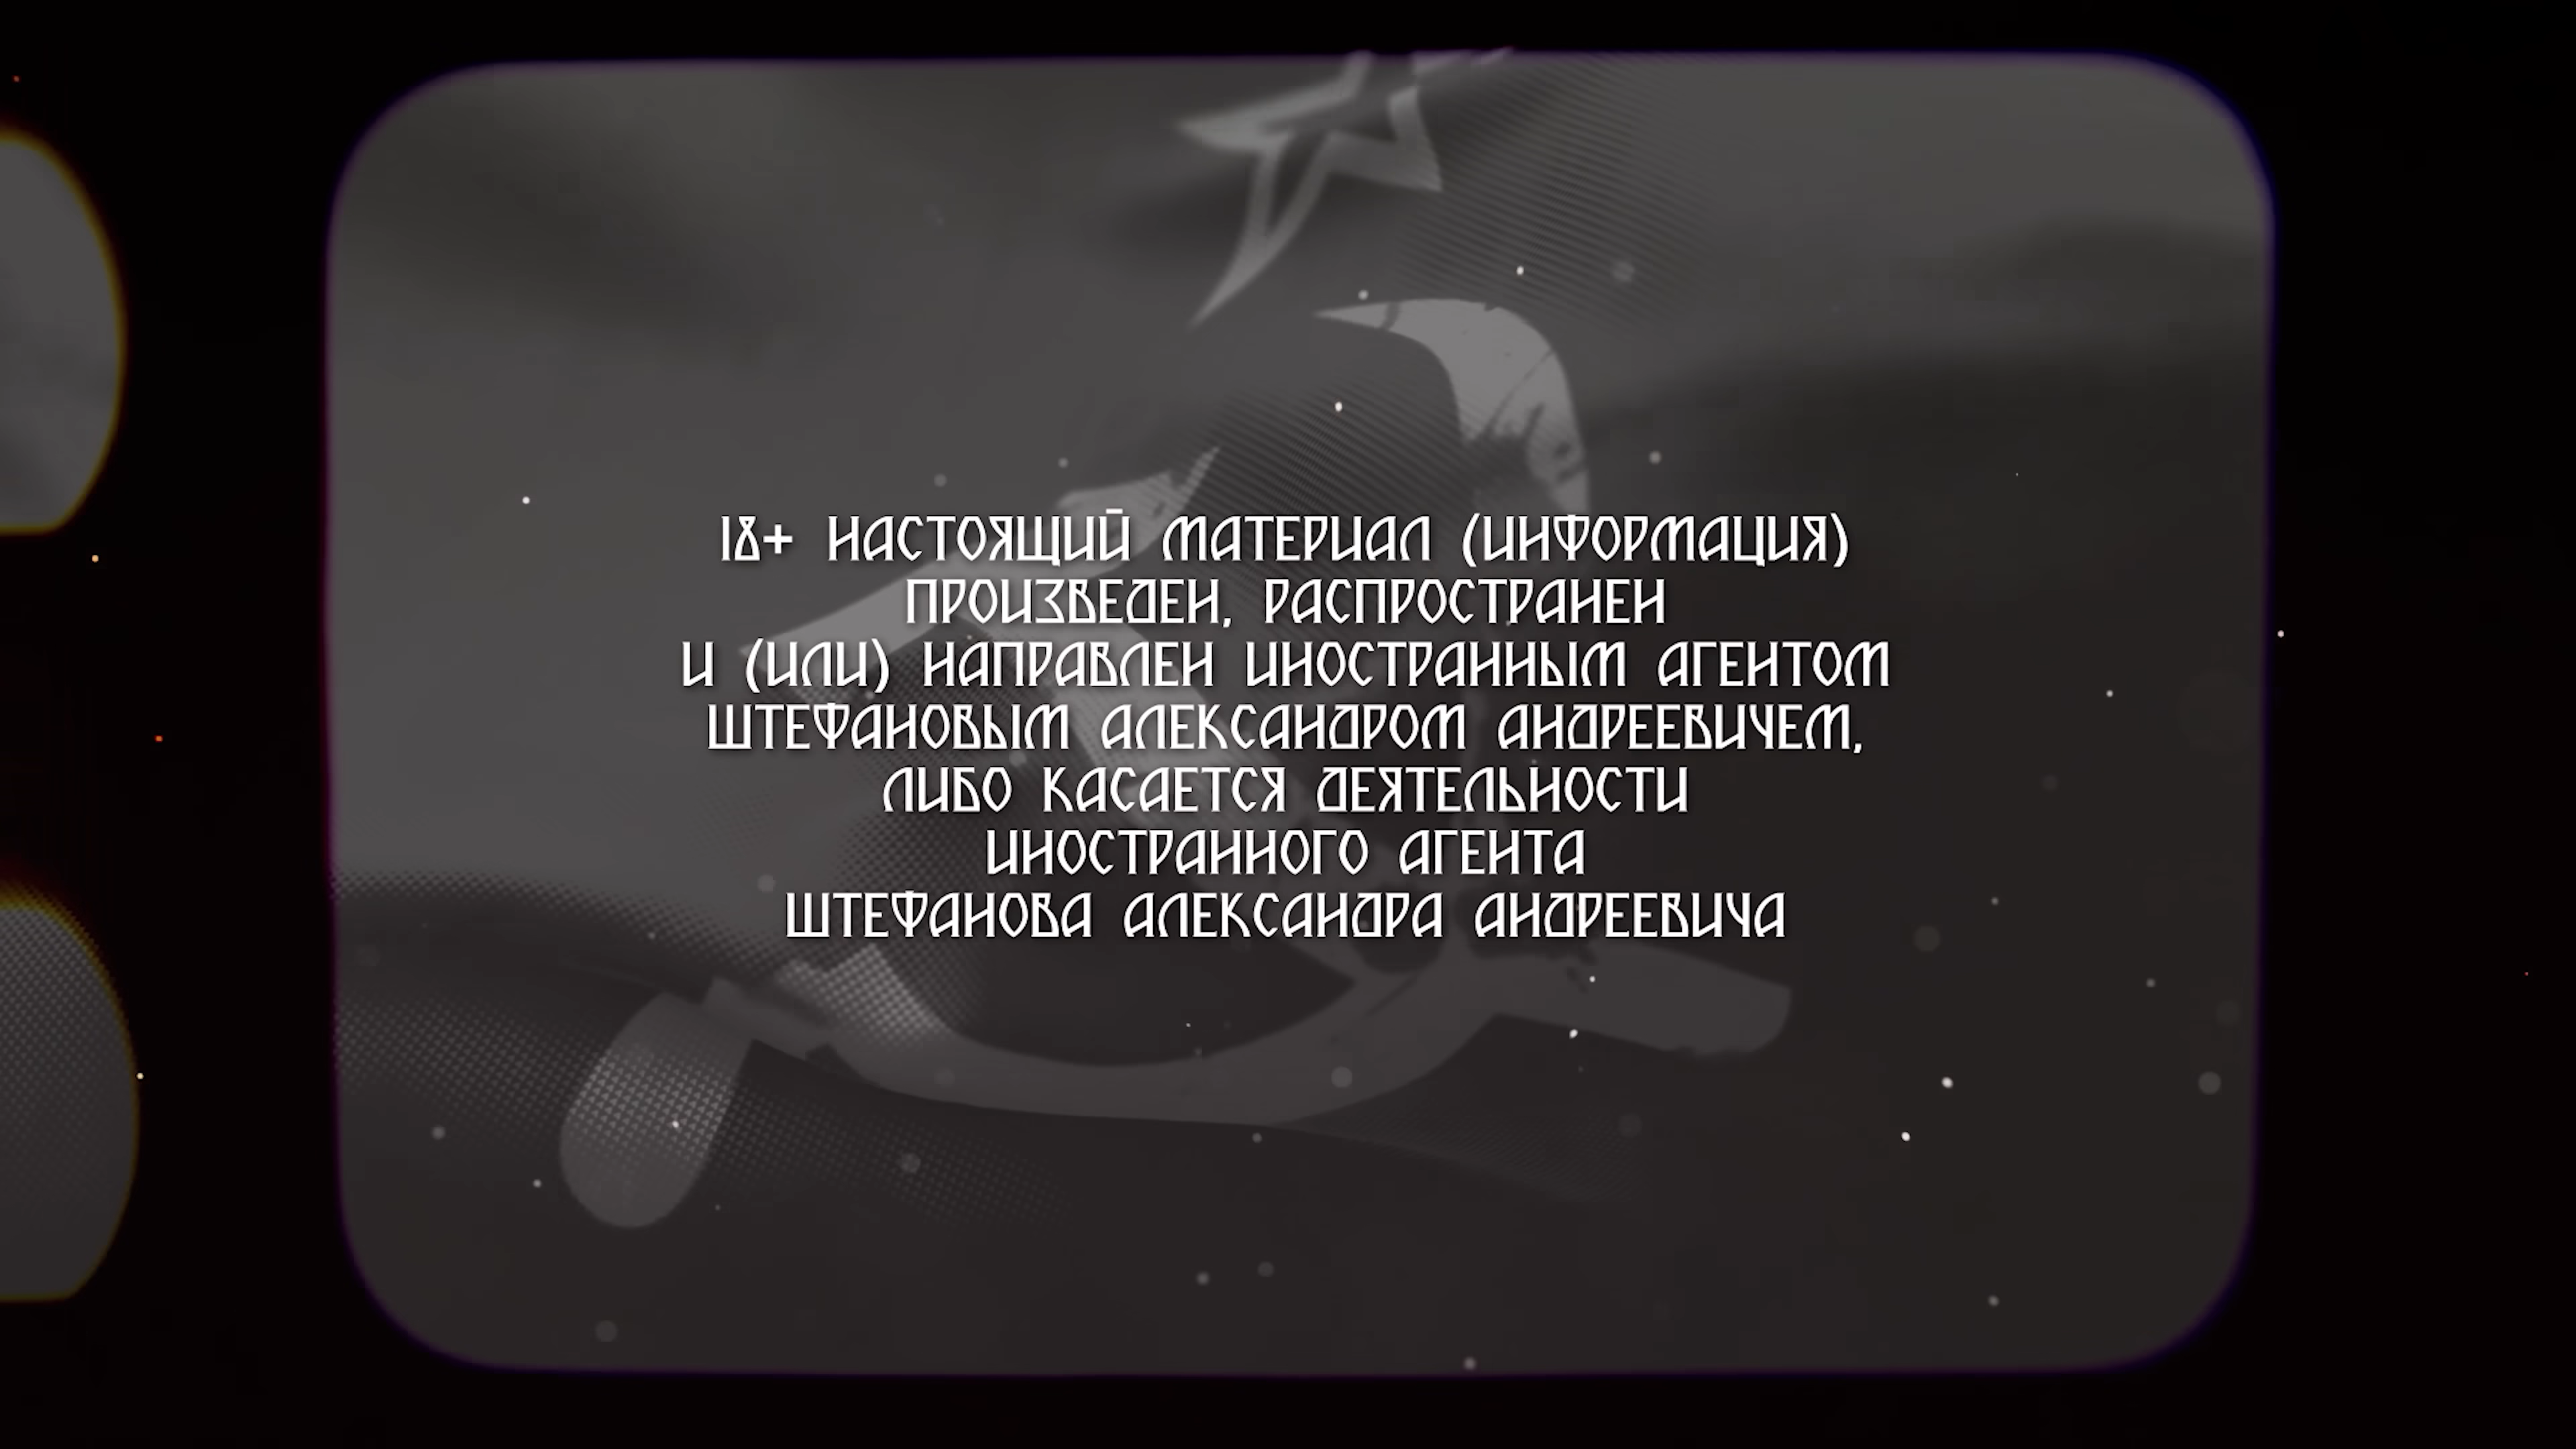 18+ НАСТОЯЩИЙ МАТЕРИАЛ (ИНФОРМАЦИЯ)
ПРОИЗВЕДЕН, РАСПРОСТРАНЕН
И (ИЛИ) НАПРАВЛЕН ИНОСТРАННЫМ АГЕНТОМ
ШТЕФАНОВЫМ АЛЕКСАНДРОМ АНДРЕЕВИЧЕМ,
ЛИБО КАСАЕТСЯ ДЕЯТЕЛЬНОСТИ
ИНОСТРАННОГО АГЕНТА
ШТЕФАНОВА АЛЕКСАНДРА АНДРЕЕВИЧА